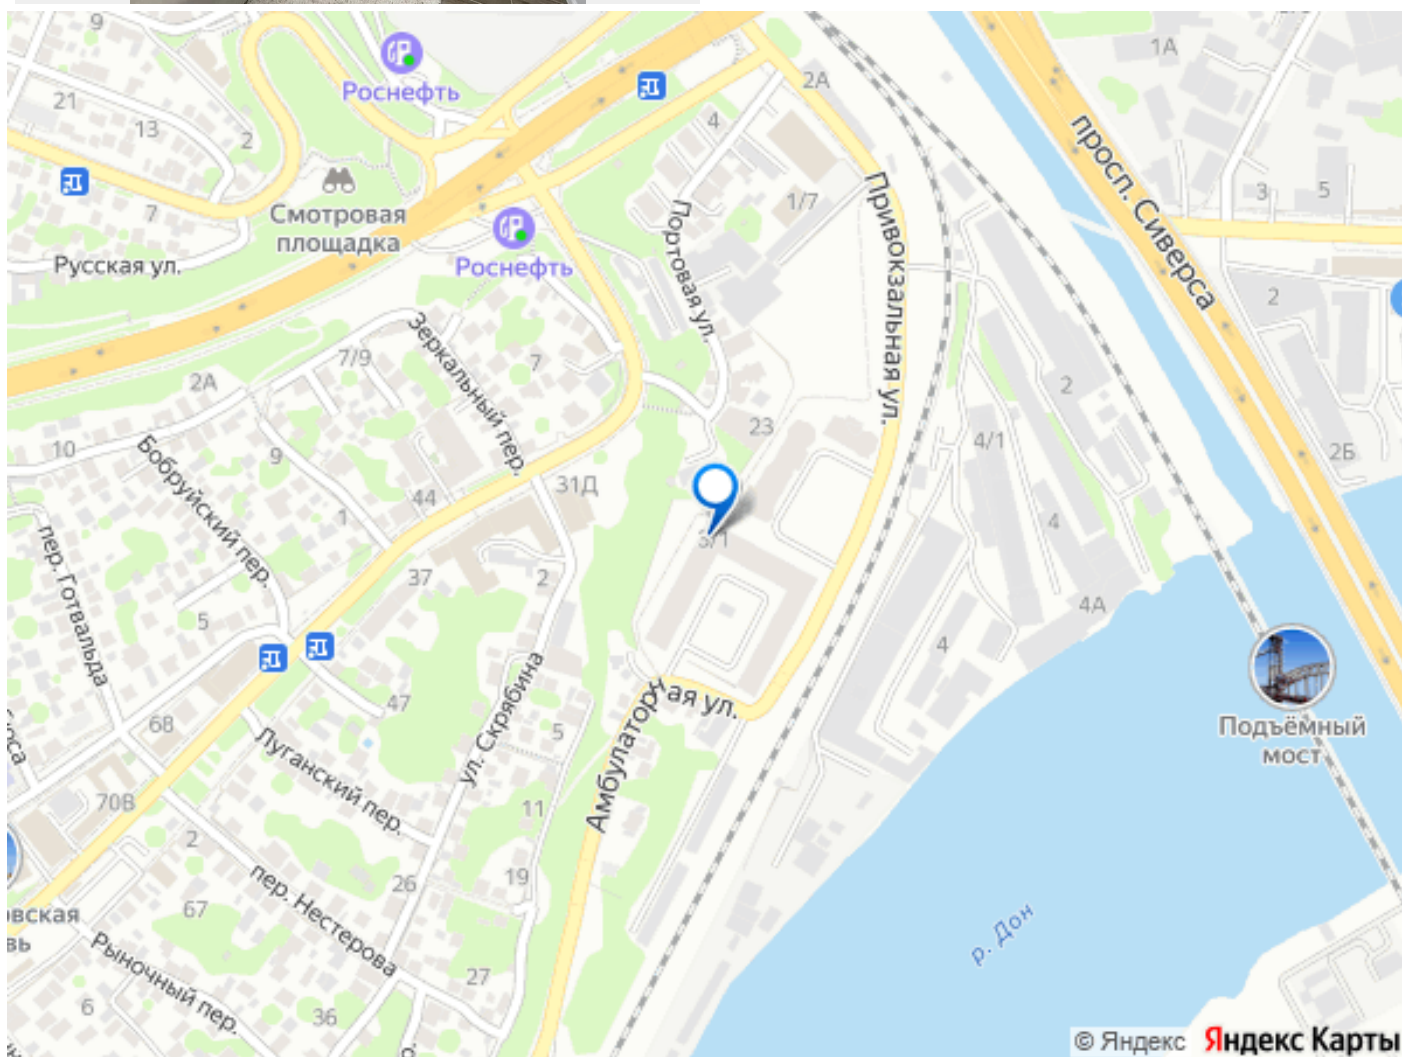 9
Роснефть
21
13
2
7
Смотровая
площадка
Русская ул.
Роснефть
4
2А
1/7
Привокзальная ул.
Портовая ул.
1А
просп. Сиверса
3
5
2
2Б
7/9
2А
Зеркальный пер.
7
10
Бобруйский пер.
9
44
31Д
23
3/1
2
4/1
4
4А
4
1
37
2
5
пер. Готвальда
ул. Скрябина
47
68
5
Луганский пер.
Амбулаторная ул.
Подъёмный
мост
70В
2
11
19
26
пер. Нестерова
67
Рыночный пер.
27
6
36
р. Дон
© Яндекс Яндекс Карты